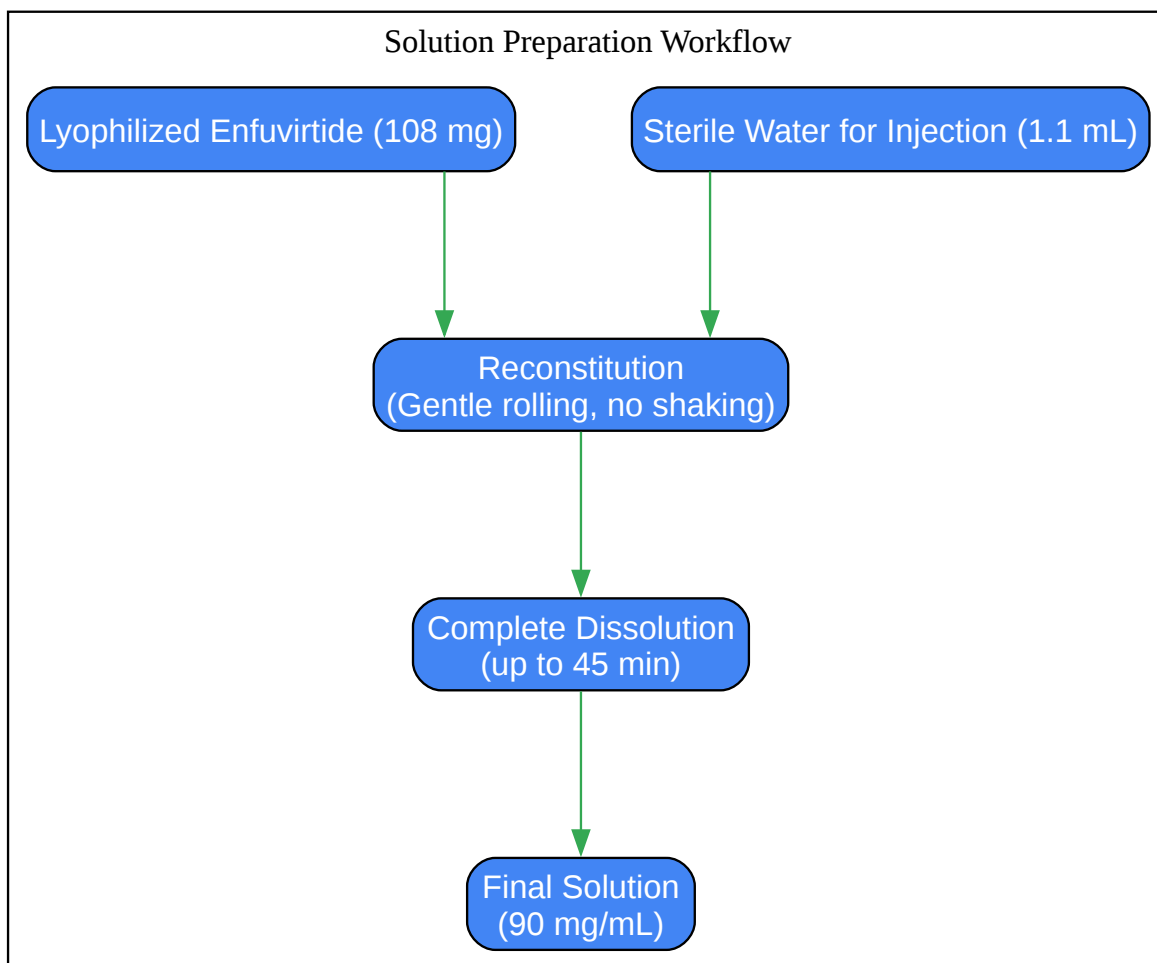 Solution Preparation Workflow
Lyophilized Enfuvirtide (108 mg)
Sterile Water for Injection (1.1 mL)
Reconstitution
(Gentle rolling, no shaking)
Complete Dissolution
(up to 45 min)
Final Solution
(90 mg/mL)